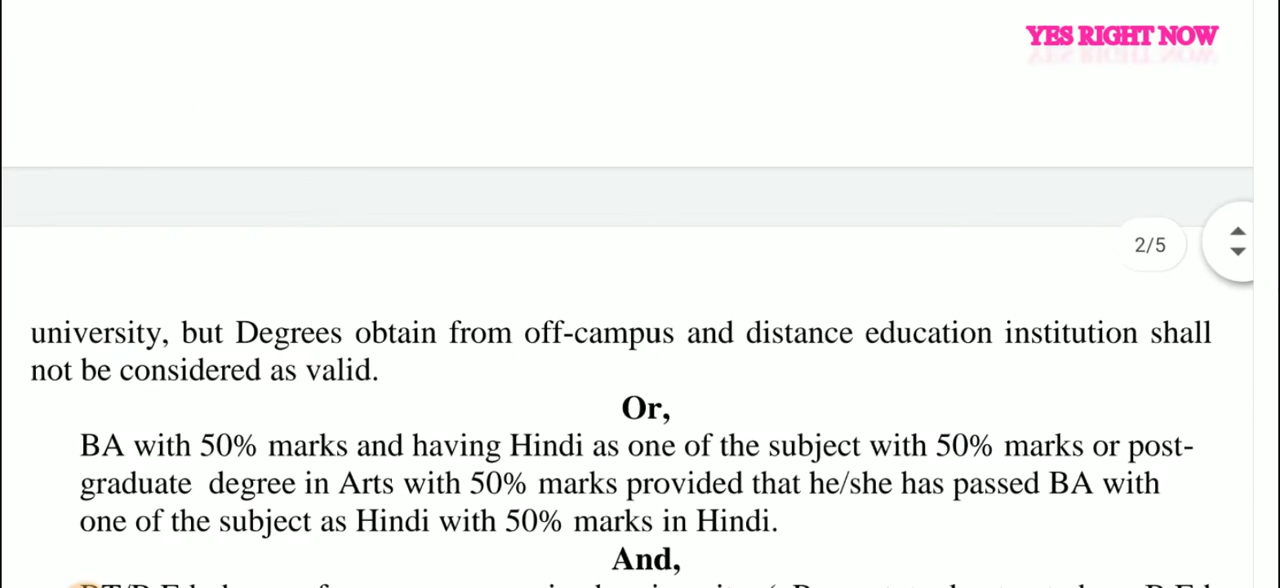 YES RIGHT NOW
2/5
university, but Degrees obtain from off-campus and distance education institution shall
not be considered as valid.
Or,
BA with 50% marks and having Hindi as one of the subject with 50% marks or post-
graduate degree in Arts with 50% marks provided that he/she has passed BA with
one of the subject as Hindi with 50% marks in Hindi.
And,